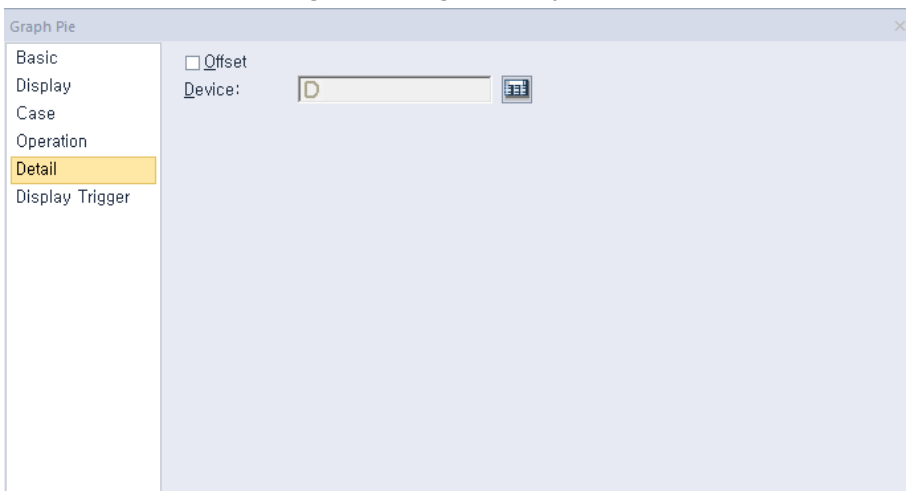 Graph Pie
Basic
Display
Case
Operation
Detail
Display Trigger
Offset
Device:
D